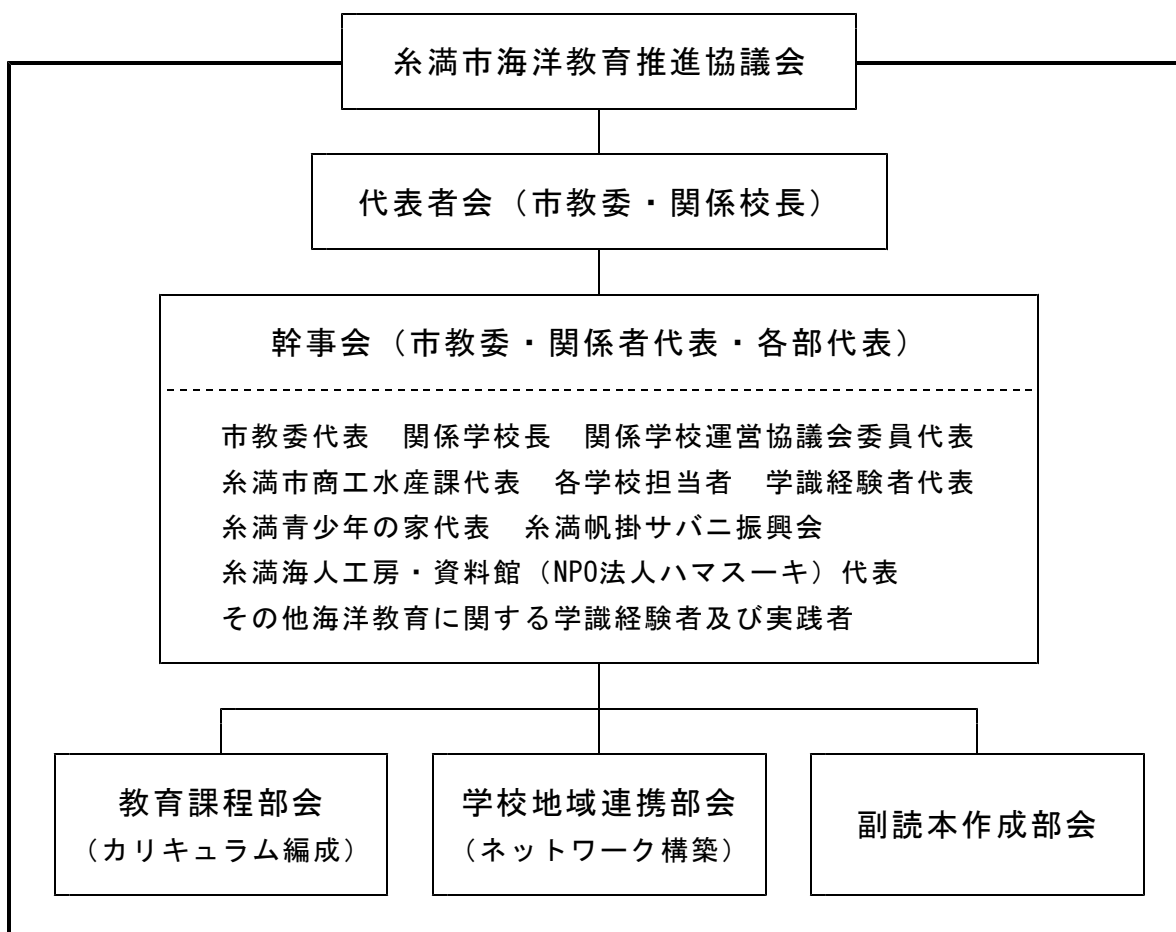 糸満市海洋教育推進協議会
代表者会（市教委・関係校長）
幹事会（市教委・関係者代表・各部代表）
市教委代表　関係学校長　関係学校運営協議会委員代表
糸満市商工水産課代表　各学校担当者　学識経験者代表
糸満青少年の家代表　糸満帆掛サバニ振興会
糸満海人工房・資料館（NPO法人ハマスーキ）代表
その他海洋教育に関する学識経験者及び実践者
教育課程部会
（カリキュラム編成）
学校地域連携部会
（ネットワーク構築）
副読本作成部会